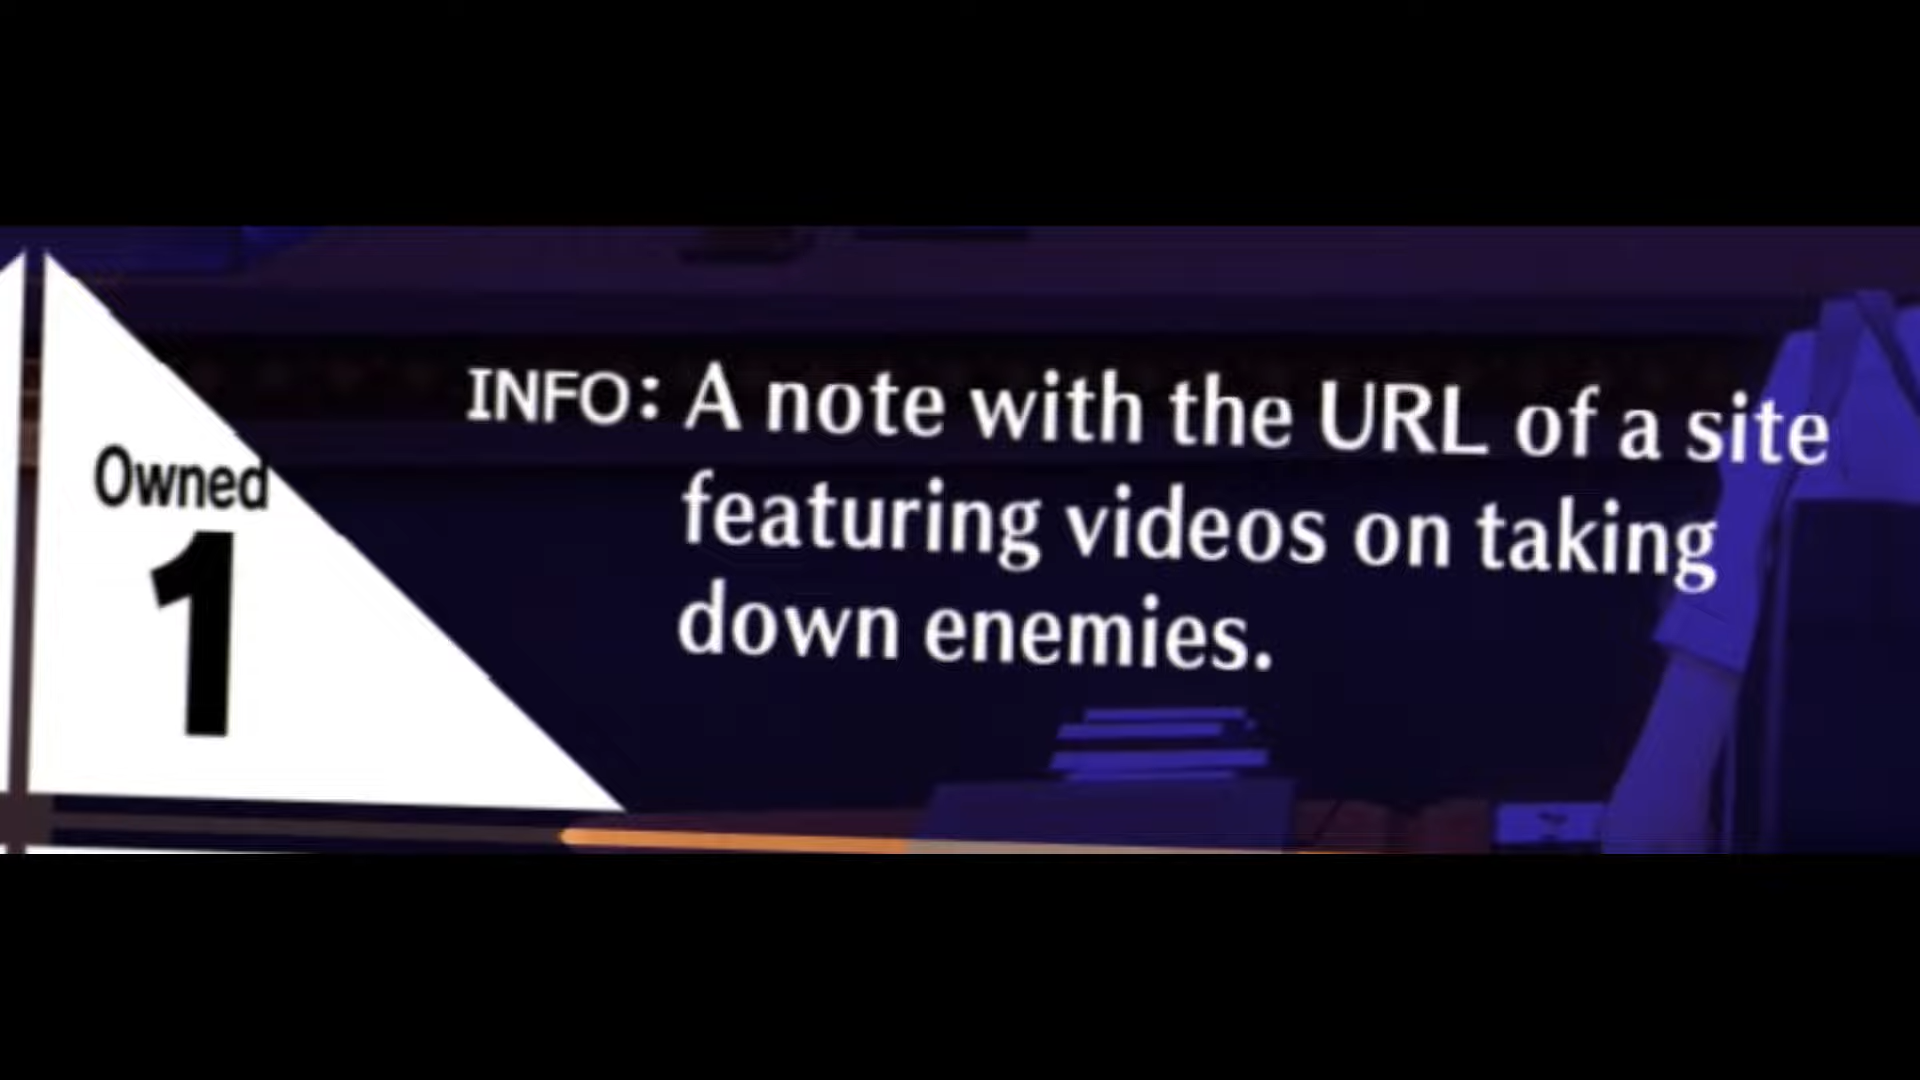 Owned
1
INFO: A note with the URL of a site
featuring videos on taking
down enemies.